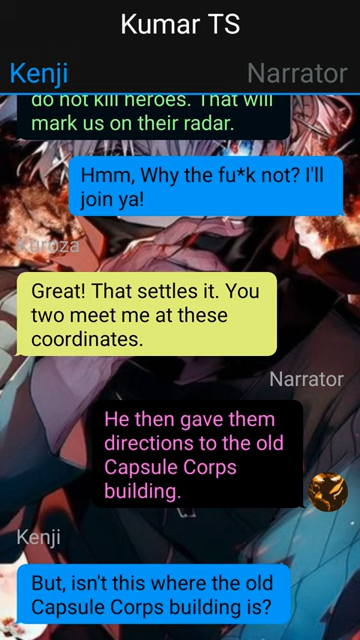 Kumar TS
Kenji
Narrator
do not kill heroes. That will
mark us on their radar.
Hmm, Why the fu*k not? I'll
join ya!
Kuroza
Great! That settles it. You
two meet me at these
coordinates.
Narrator
He then gave them
directions to the old
Capsule Corps
building.
Kenji
But, isn't this where the old
Capsule Corps building is?